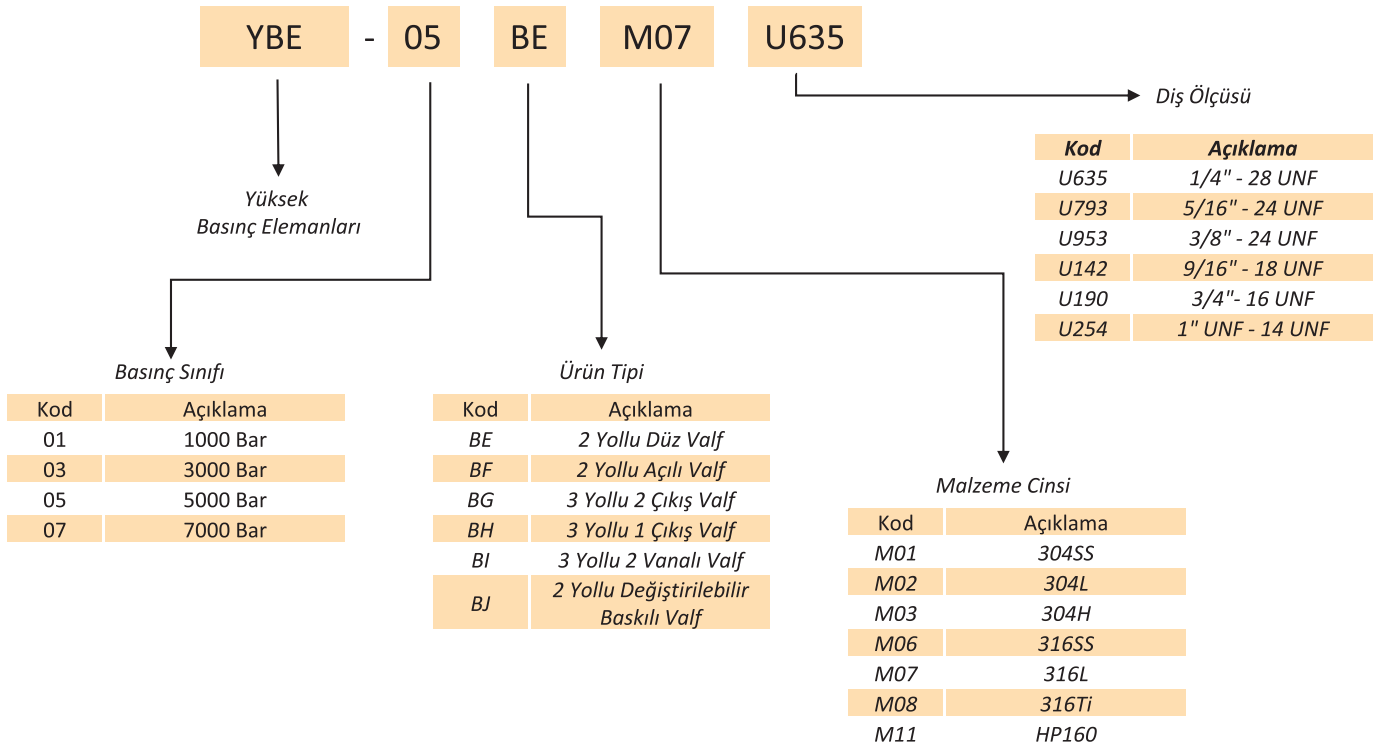 YBE - 05 BE M07 U635
Diş Ölçüsü
Kod Açıklama
U635 1/4" - 28 UNF
U793 5/16" - 24 UNF
U953 3/8" - 24 UNF
U142 9/16" - 18 UNF
U190 3/4"- 16 UNF
U254 1" UNF - 14 UNF
Yüksek
Basınç Elemanları
Basınç Sınıfı
Kod Açıklama
01 1000 Bar
03 3000 Bar
05 5000 Bar
07 7000 Bar
Ürün Tipi
Kod Açıklama
BE 2 Yollu Düz Valf
BF 2 Yollu Açılı Valf
BG 3 Yollu 2 Çıkış Valf
BH 3 Yollu 1 Çıkış Valf
BI 3 Yollu 2 Vanalı Valf
BJ 2 Yollu Değiştirilebilir
Baskılı Valf
Malzeme Cinsi
Kod Açıklama
M01 304SS
M02 304L
M03 304H
M06 316SS
M07 316L
M08 316Ti
M11 HP160